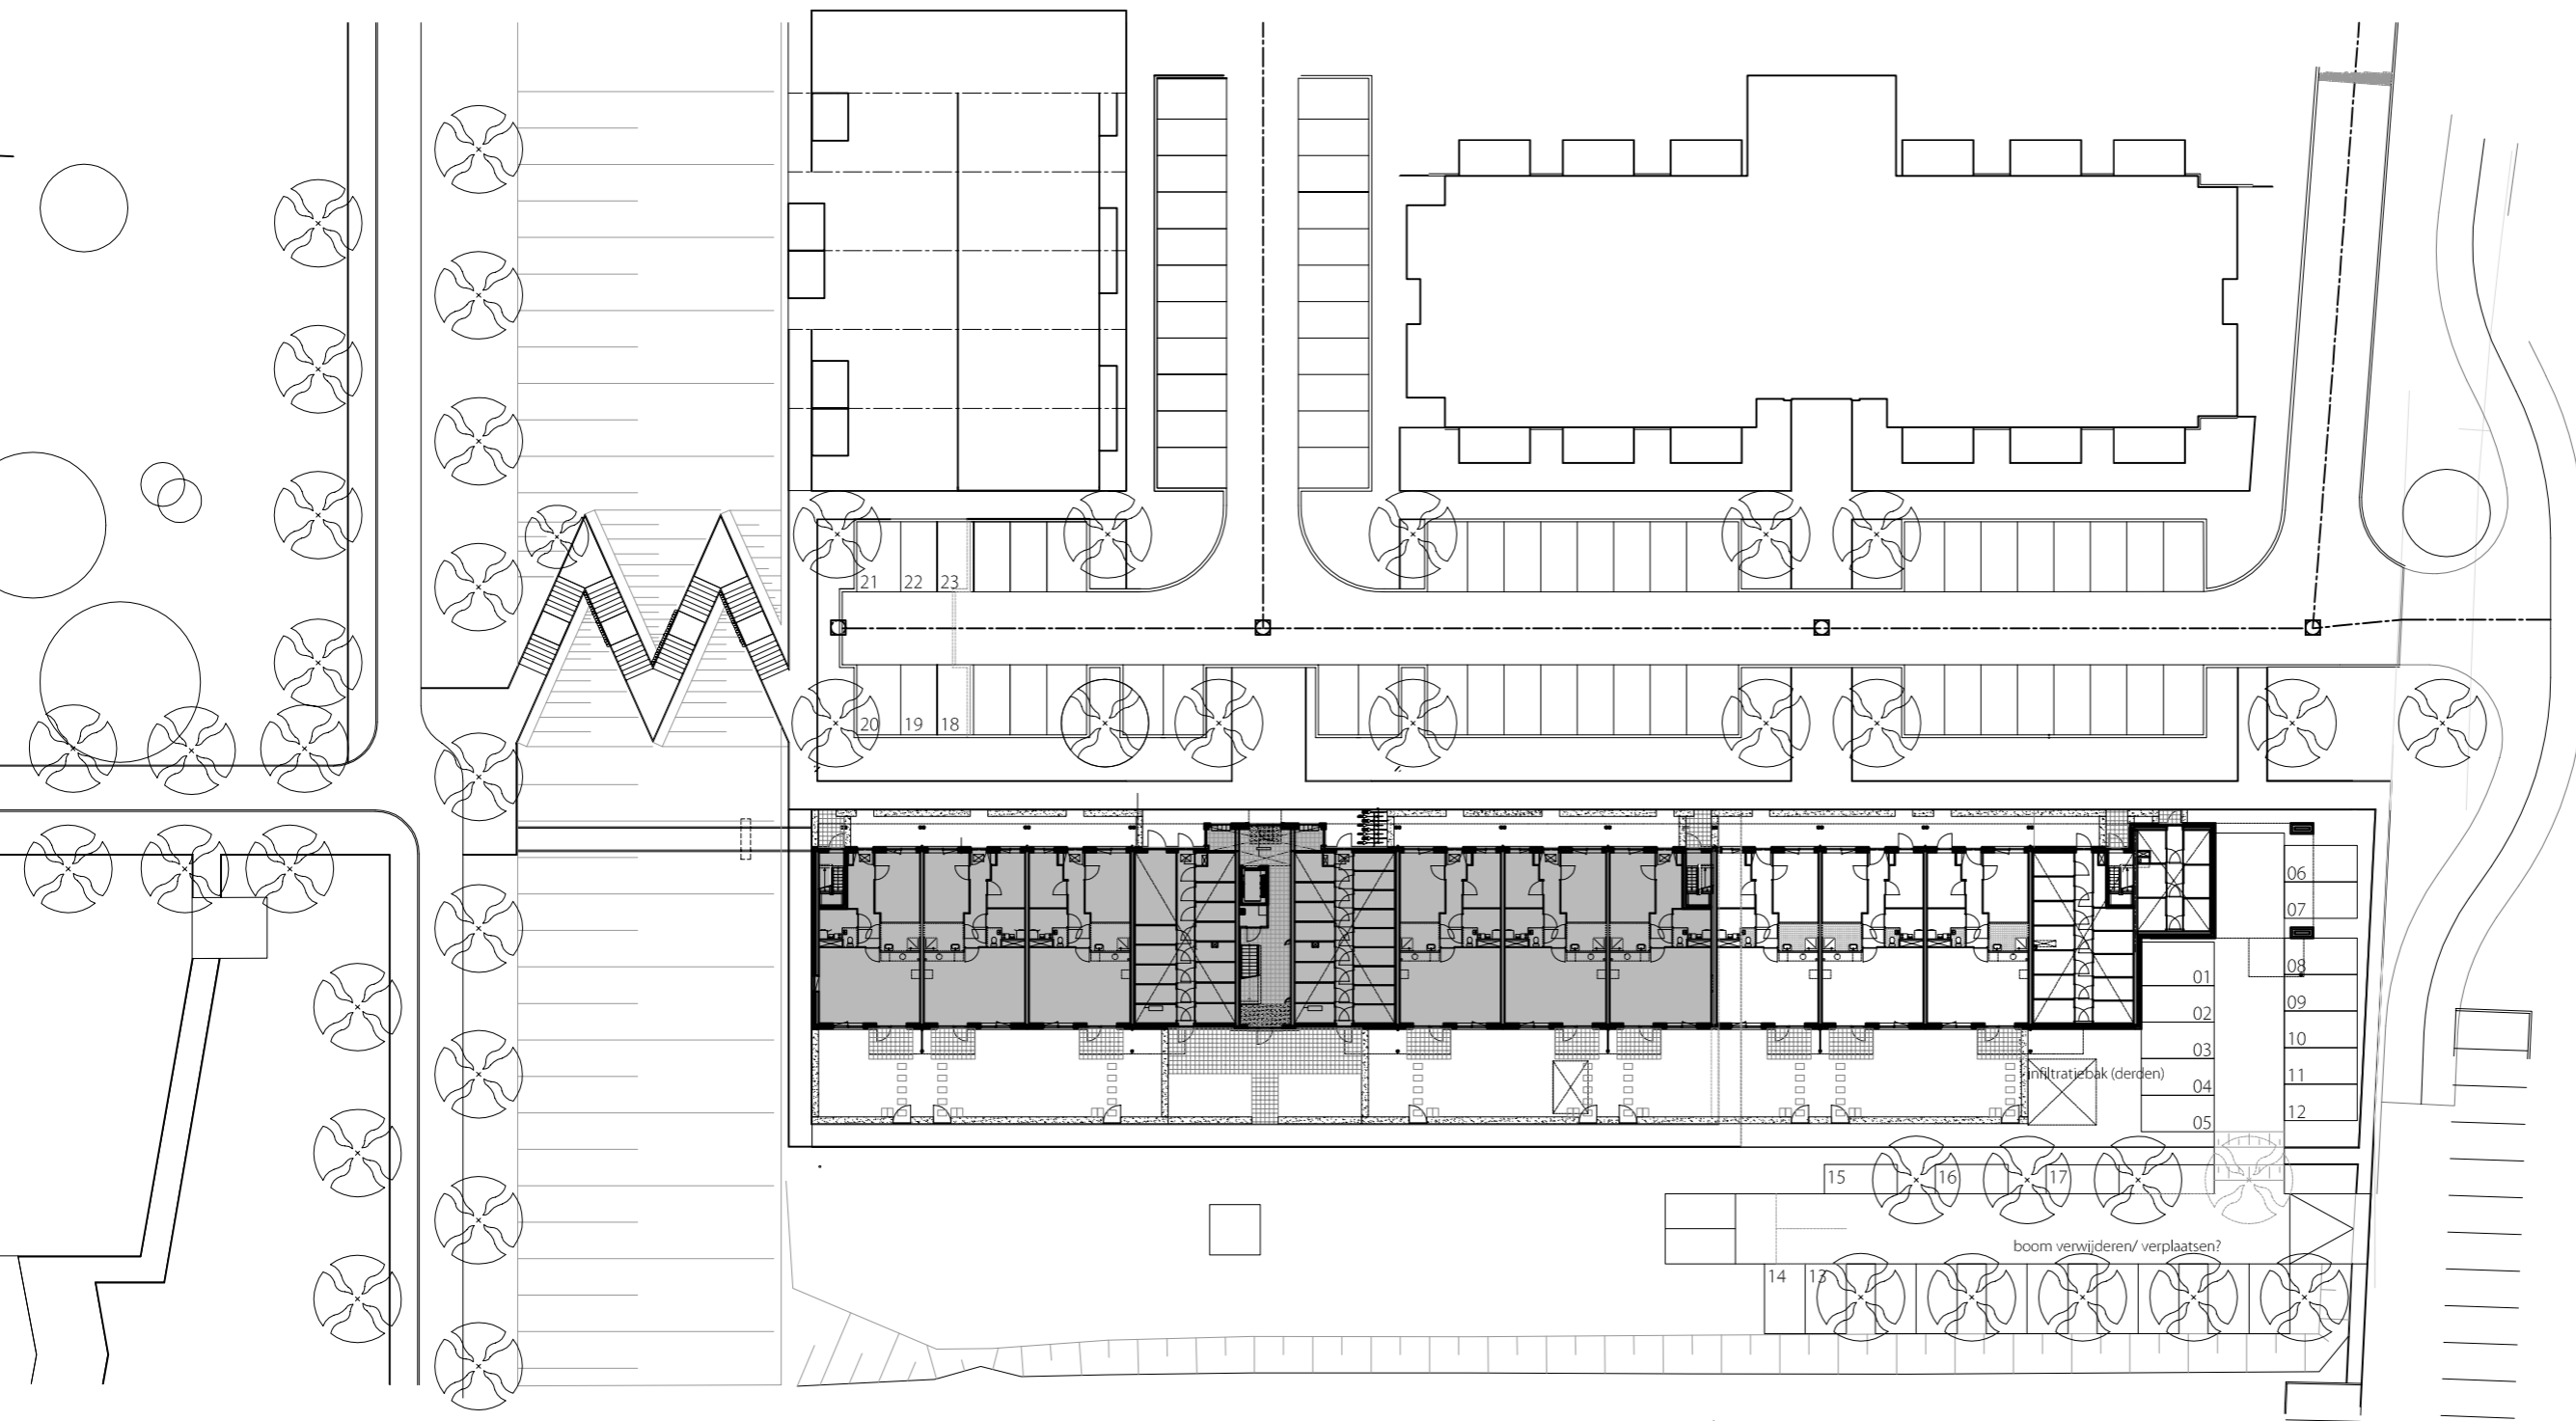 21 22 23
20 19 18
06
07
08
01
09
02
10
03
11
04
12
05
infiltratiebak (derden)
15 16 17
boom verwijderen/ verplaatsen?
14 13